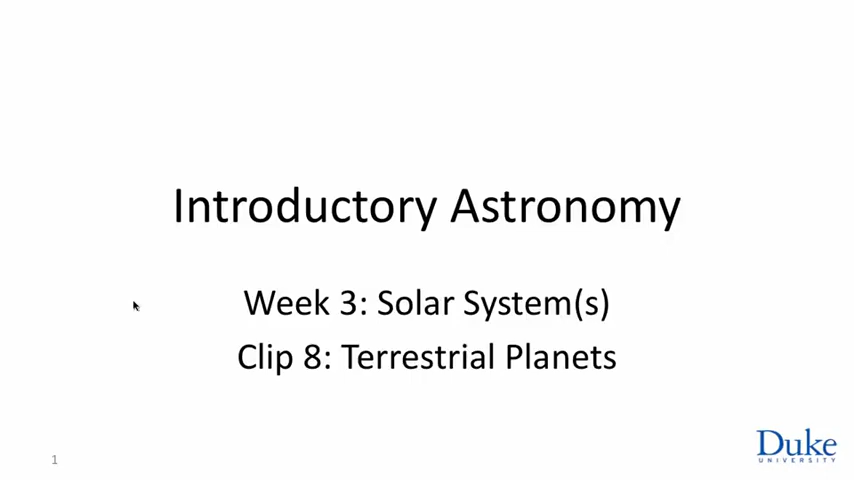 Introductory Astronomy
Week 3: Solar System(s)
Clip 8: Terrestrial Planets
1
Duke
UNIVERSITY